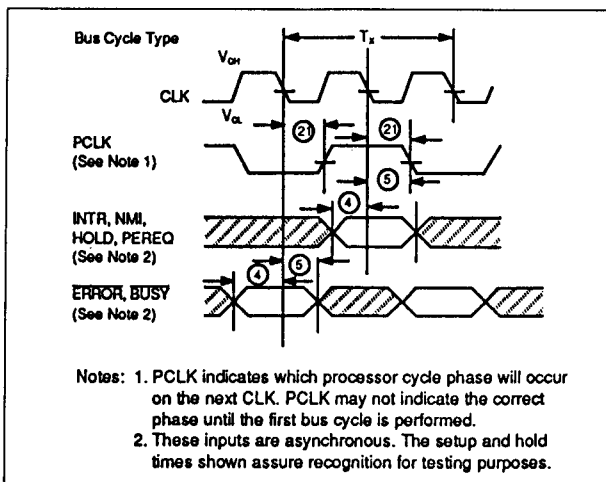 Bus Cycle Type
Tx
VCH
CLK
VCL
21
21
PCLK
(See Note 1)
5
4
INTR, NMI,
HOLD, PEREQ
(See Note 2)
5
4
ERROR, BUSY
(See Note 2)
Notes: 1. PCLK indicates which processor cycle phase will occur
on the next CLK. PCLK may not indicate the correct
phase until the first bus cycle is performed.
2. These inputs are asynchronous. The setup and hold
times shown assure recognition for testing purposes.